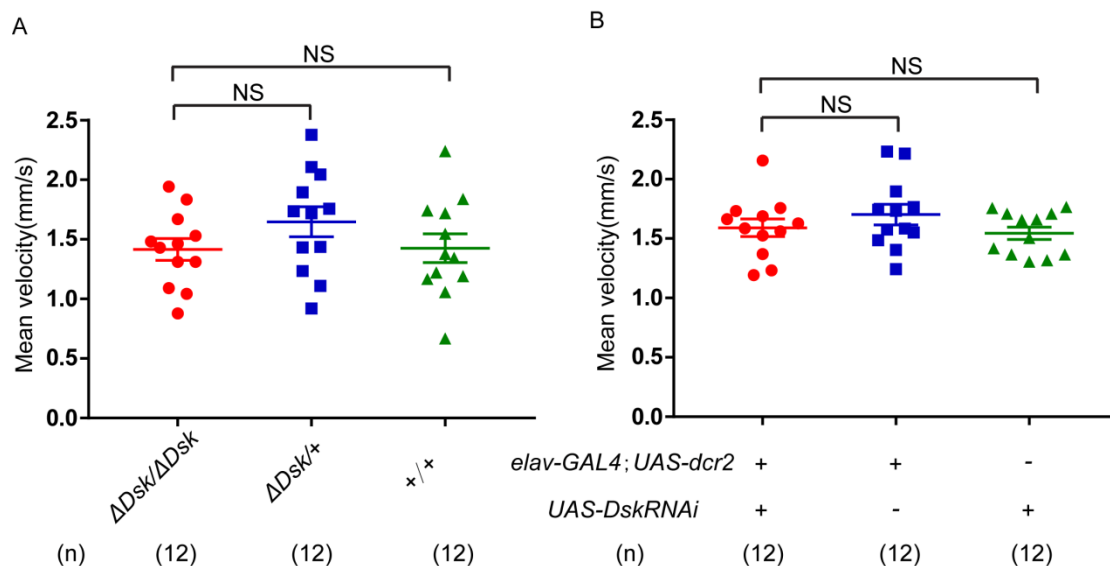 A
NS
NS
Mean velocity(mm/s)
2.5
2.0
1.5
1.0
0.5
0.0
ΔDsk/ΔDsk
ΔDsk/+
+/+
(n) (12) (12) (12)
B
NS
NS
Mean velocity(mm/s)
2.5
2.0
1.5
1.0
0.5
0.0
elav-GAL4; UAS-dcr2 + + -
UAS-DskRNAi + - +
(n) (12) (12) (12)